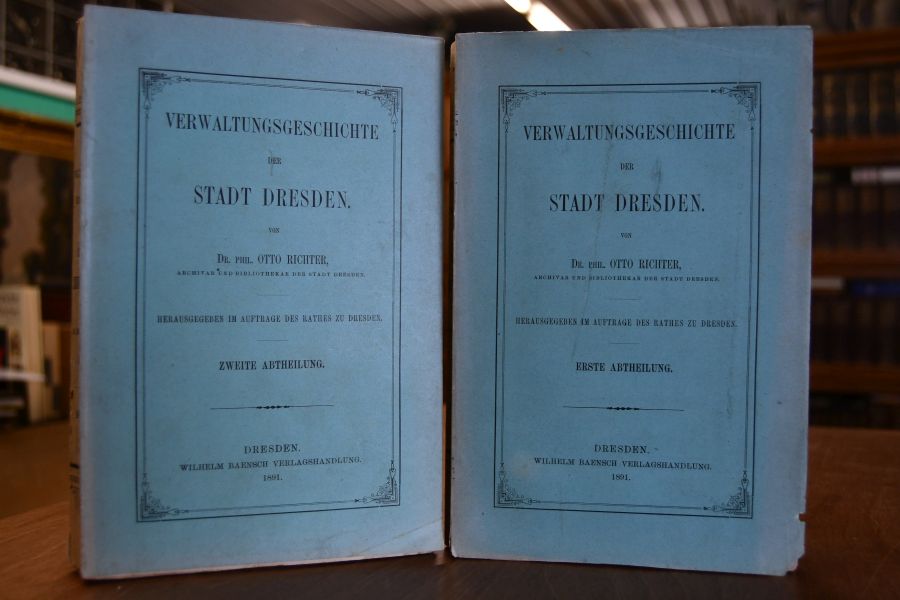 VERWALTUNGSGESCHICHTE
DER
STADT DRESDEN.
VON
DR. PHIL. OTTO RICHTER,
ARCHIVAR UND BIBLIOTHEKAR DER STADT DRESDEN.
HERAUSGEGEBEN IM AUFTRAGE DES RATHES ZU DRESDEN.
ZWEITE ABTHEILUNG.
DRESDEN.
WILHELM BAENSCH VERLAGSHANDLUNG.
1891.
VERWALTUNGSGESCHICHTE
DER
STADT DRESDEN.
VON
DR. PHIL. OTTO RICHTER,
ARCHIVAR UND BIBLIOTHEKAR DER STADT DRESDEN.
HERAUSGEGEBEN IM AUFTRAGE DES RATHES ZU DRESDEN.
ERSTE ABTHEILUNG.
DRESDEN.
WILHELM BAENSCH VERLAGSHANDLUNG.
1891.